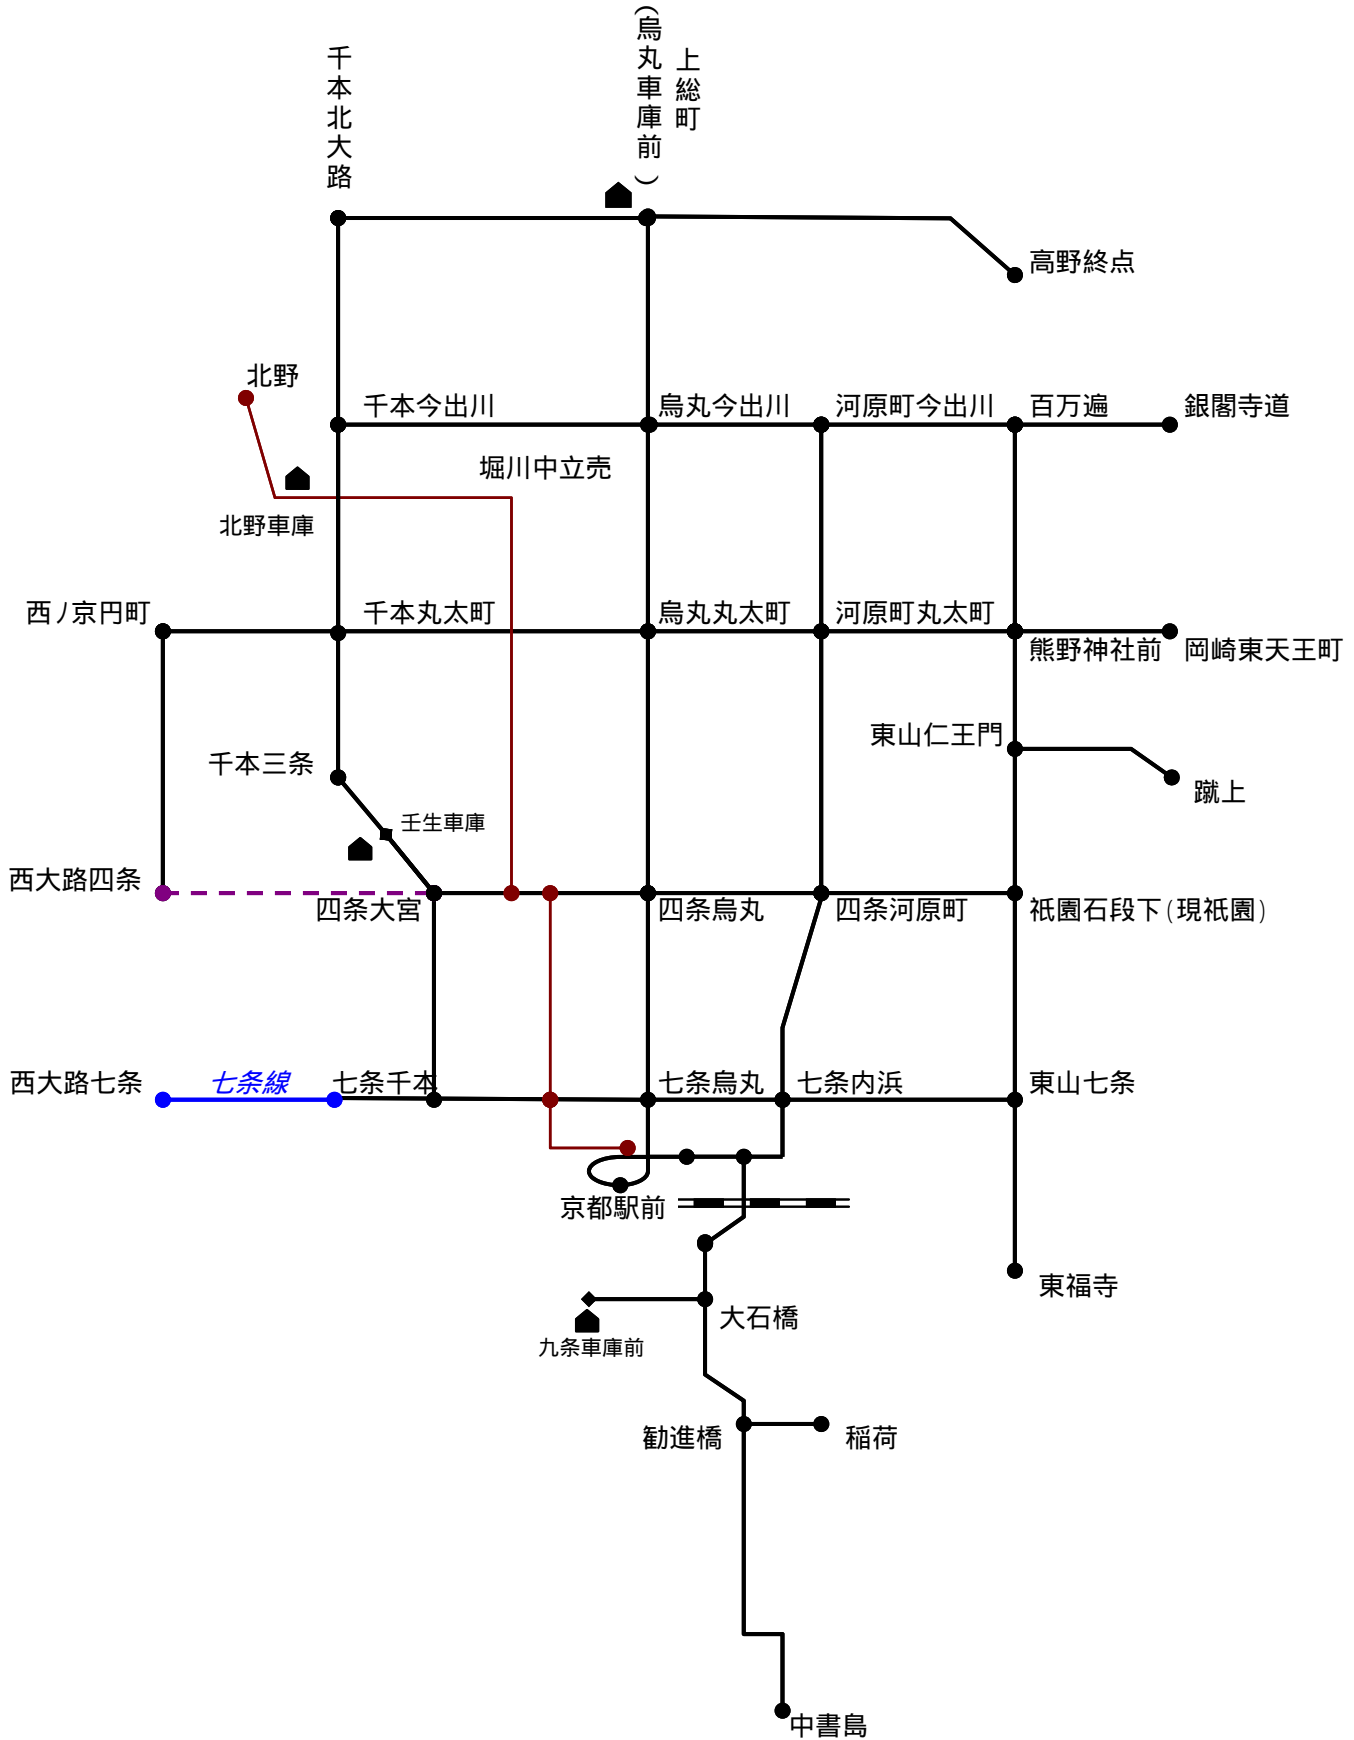 千本北大路
(烏丸車庫前)
上総町
高野終点
北野
千本今出川
烏丸今出川
河原町今出川
百万遍
銀閣寺道
堀川中立売
北野車庫
西ノ京円町
千本丸太町
烏丸丸太町
河原町丸太町
熊野神社前
岡崎東天王町
東山仁王門
千本三条
蹴上
壬生車庫
西大路四条
四条大宮
四条烏丸
四条河原町
祇園石段下(現祇園)
西大路七条
七条線
七条千本
七条烏丸
七条内浜
東山七条
京都駅前
東福寺
大石橋
九条車庫前
勧進橋
稲荷
中書島